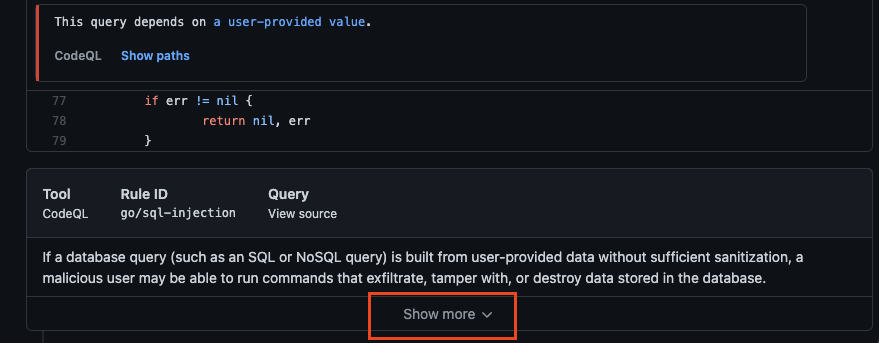 This query depends on a user-provided value.
CodeQL Show paths
77 if err != nil {
78 return nil, err
79 }
Tool Rule ID Query
CodeQL go/sql-injection View source
If a database query (such as an SQL or NoSQL query) is built from user-provided data without sufficient sanitization, a
malicious user may be able to run commands that exfiltrate, tamper with, or destroy data stored in the database.
Show more